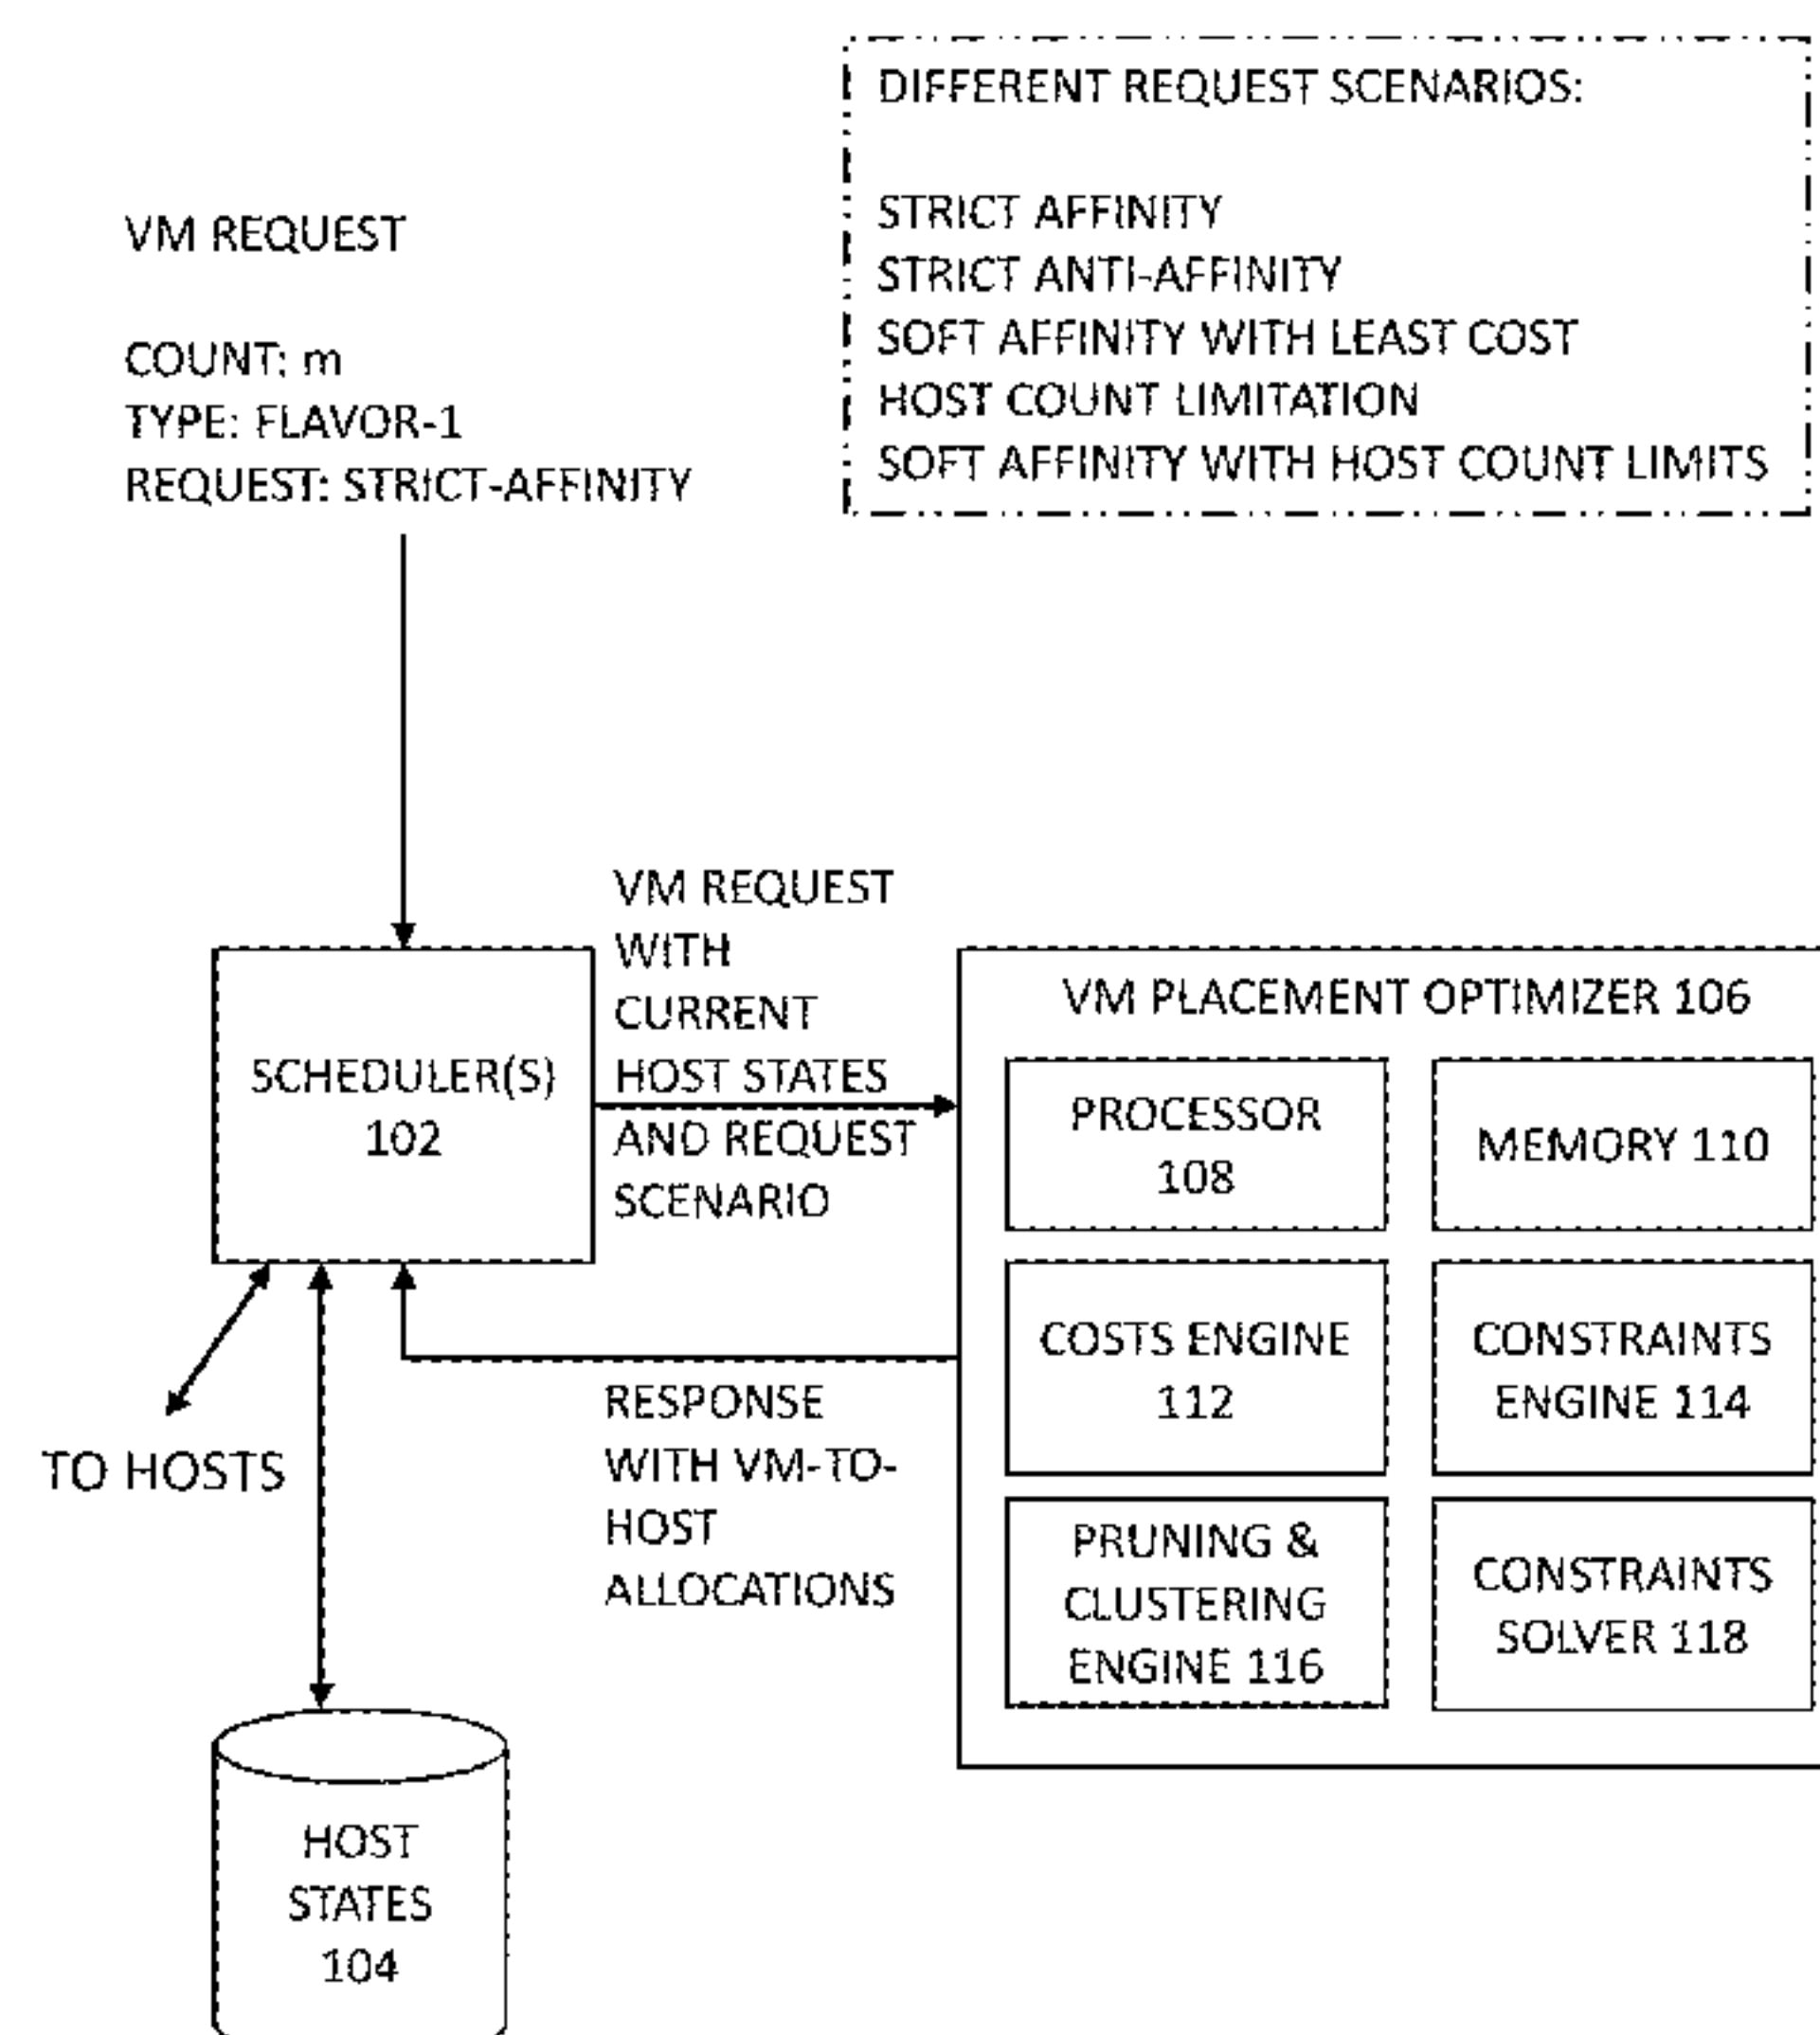 DIFFERENT REQUEST SCENARIOS:
STRICT AFFINITY
STRICT ANTI-AFFINITY
SOFT AFFINITY WITH LEAST COST
HOST COUNT LIMITATION
SOFT AFFINITY WITH HOST COUNT LIMITS
VM REQUEST
COUNT: m
TYPE: FLAVOR-1
REQUEST: STRICT-AFFINITY
VM REQUEST
WITH
CURRENT
HOST STATES
AND REQUEST
SCENARIO
SCHEDULER(S)
102
VM PLACEMENT OPTIMIZER 106
PROCESSOR
108
MEMORY 110
COSTS ENGINE
112
CONSTRAINTS
ENGINE 114
PRUNING &
CLUSTERING
ENGINE 116
CONSTRAINTS
SOLVER 118
RESPONSE
WITH VM-TO-
HOST
ALLOCATIONS
TO HOSTS
HOST
STATES
104